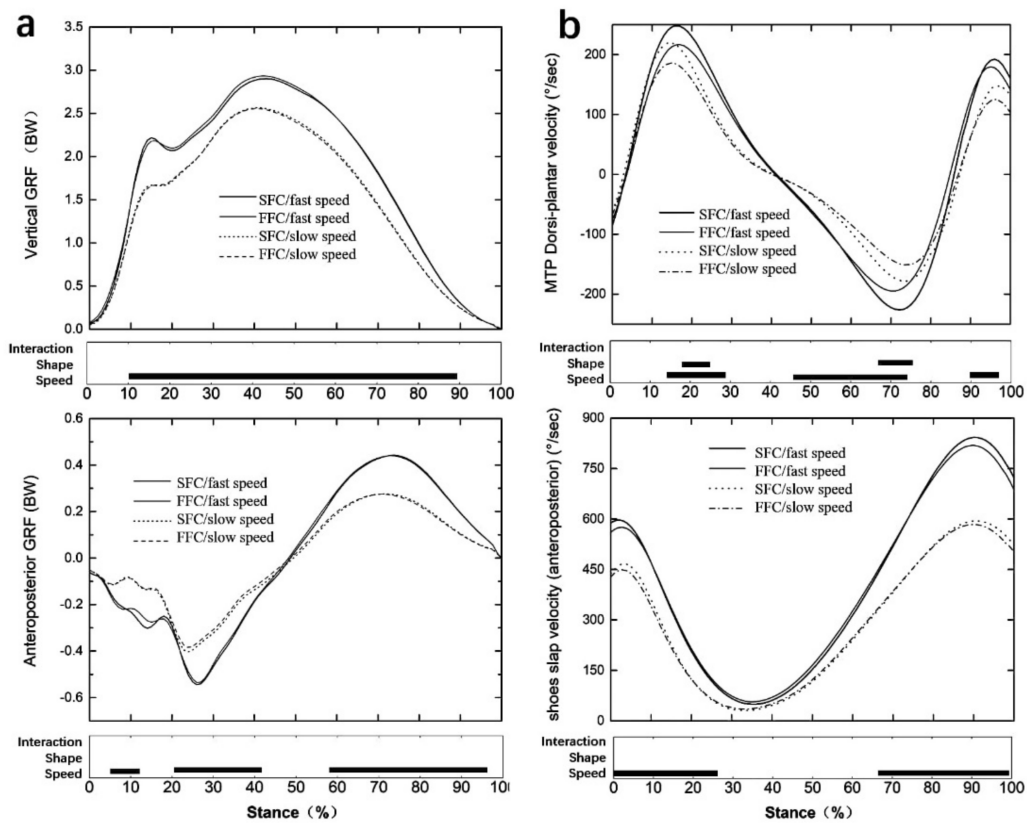 a
Vertical GRF （BW）
3.5
3.0
2.5
2.0
1.5
1.0
0.5
0.0
SFC/fast speed
FFC/fast speed
SFC/slow speed
FFC/slow speed
Interaction
Shape
Speed
0 10 20 30 40 50 60 70 80 90 100
Anteroposterior GRF (BW)
0.6
0.4
0.2
0.0
-0.2
-0.4
-0.6
SFC/fast speed
FFC/fast speed
SFC/slow speed
FFC/slow speed
Interaction
Shape
Speed
0 10 20 30 40 50 60 70 80 90 100
Stance（%）
b
MTP Dorsi-plantar velocity (°/sec)
200
100
0
-100
-200
SFC/fast speed
FFC/fast speed
SFC/slow speed
FFC/slow speed
Interaction
Shape
Speed
0 10 20 30 40 50 60 70 80 90 100
shoes slap velocity (anteroposterior) (°/sec)
900
750
600
450
300
150
0
SFC/fast speed
FFC/fast speed
SFC/slow speed
FFC/slow speed
Interaction
Shape
Speed
0 10 20 30 40 50 60 70 80 90 100
Stance（%）